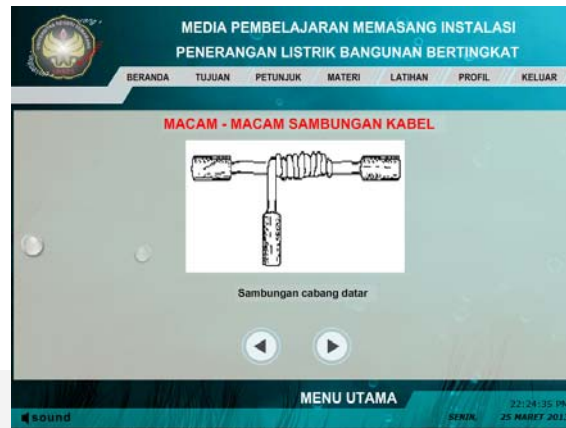 MEDIA PEMBELAJARAN MEMASANG INSTALASI
PENERANGAN LISTRIK BANGUNAN BERTINGKAT
BERANDA TUJUAN PETUNJUK MATERI LATIHAN PROFIL KELUAR
MACAM - MACAM SAMBUNGAN KABEL
Sambungan cabang datar
MENU UTAMA
sound
22:24:35 PM
SENIN, 25 MARET 201